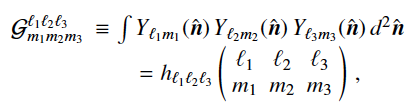 𝒢^{ℓ₁ℓ₂ℓ₃}_{m₁m₂m₃} ≡ ∫ Y_{ℓ₁m₁}(n̂) Y_{ℓ₂m₂}(n̂) Y_{ℓ₃m₃}(n̂) d²n̂
= h_{ℓ₁ℓ₂ℓ₃} ( ℓ₁ ℓ₂ ℓ₃
m₁ m₂ m₃ ) ,